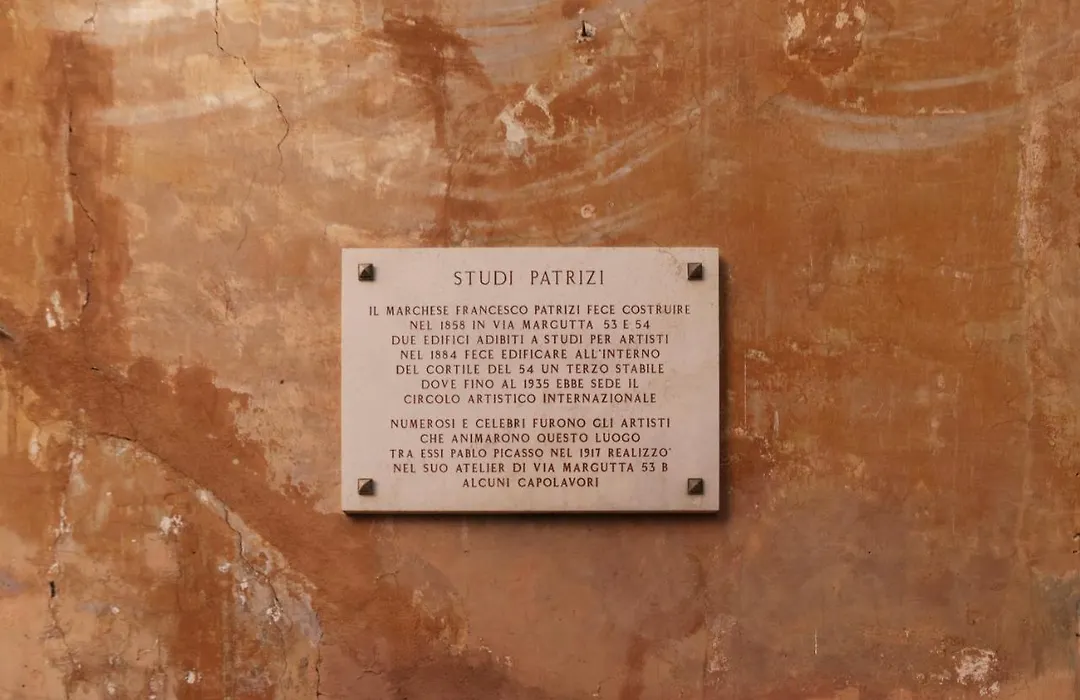 STUDI PATRIZI
IL MARCHESE FRANCESCO PATRIZI FECE COSTRUIRE
NEL 1858 IN VIA MARGUTTA 53 E 54
DUE EDIFICI ADIBITI A STUDI PER ARTISTI
NEL 1884 FECE EDIFICARE ALL'INTERNO
DEL CORTILE DEL 54 UN TERZO STABILE
DOVE FINO AL 1935 EBBE SEDE IL
CIRCOLO ARTISTICO INTERNAZIONALE
NUMEROSI E CELEBRI FURONO GLI ARTISTI
CHE ANIMARONO QUESTO LUOGO
TRA ESSI PABLO PICASSO NEL 1917 REALIZZO'
NEL SUO ATELIER DI VIA MARGUTTA 53 B
ALCUNI CAPOLAVORI